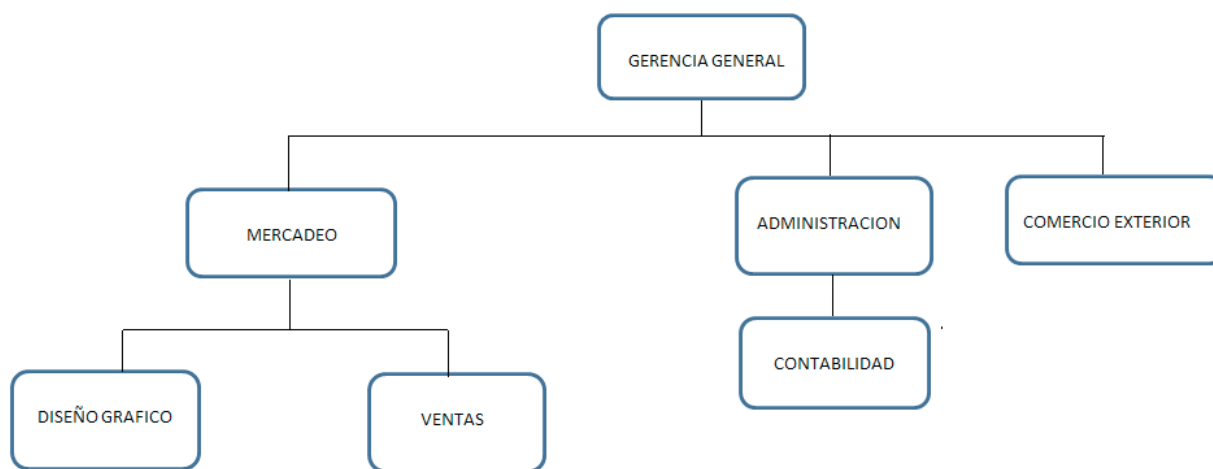 GERENCIA GENERAL
MERCADEO
ADMINISTRACION
COMERCIO EXTERIOR
CONTABILIDAD
DISEÑO GRAFICO
VENTAS